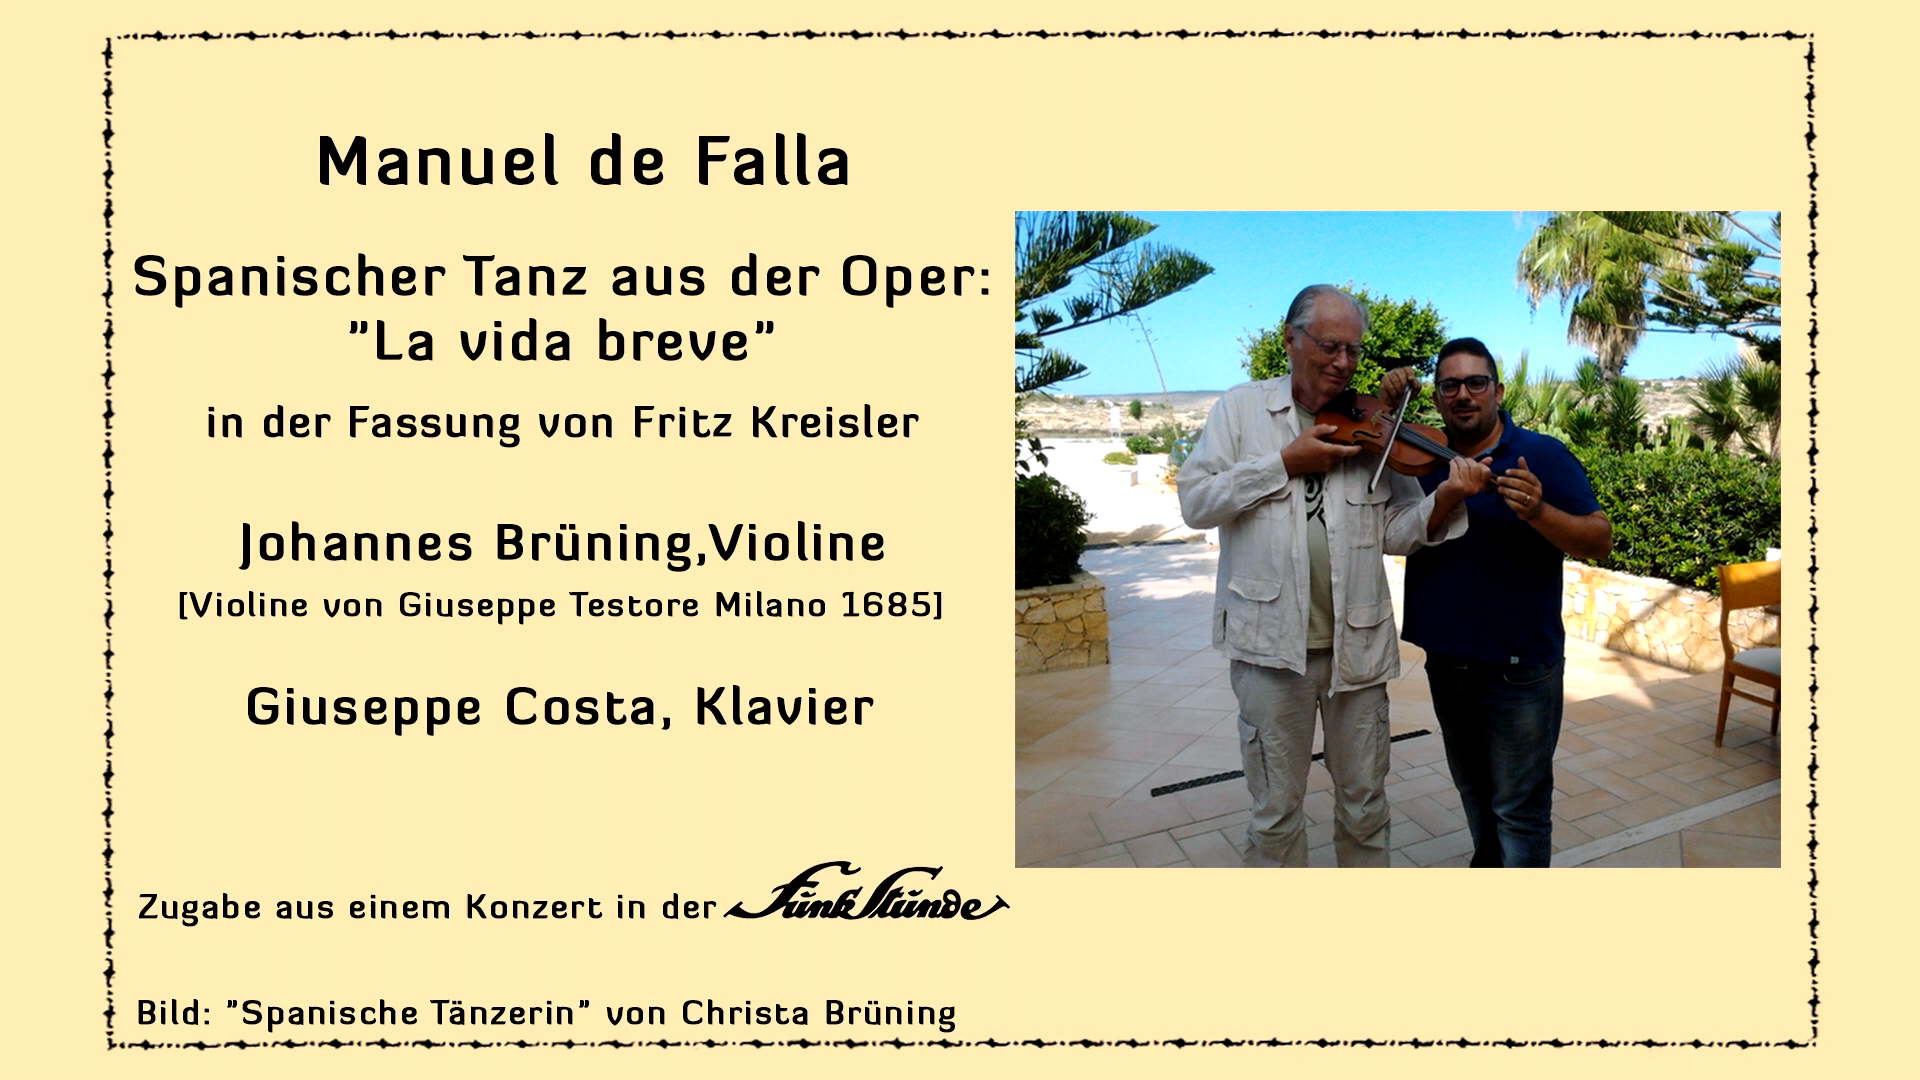 Manuel de Falla
Spanischer Tanz aus der Oper:
"La vida breve"
in der Fassung von Fritz Kreisler
Johannes Brüning,Violine
[Violine von Giuseppe Testore Milano 1685]
Giuseppe Costa, Klavier
Zugabe aus einem Konzert in der Funk Stunde
Bild: "Spanische Tänzerin" von Christa Brüning